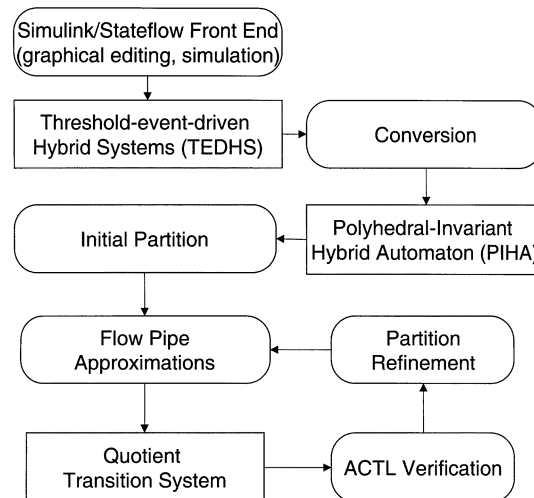 Simulink/Stateflow Front End
(graphical editing, simulation)
Threshold-event-driven
Hybrid Systems (TEDHS)
Conversion
Polyhedral-Invariant
Hybrid Automaton (PIHA)
Initial Partition
Flow Pipe
Approximations
Partition
Refinement
Quotient
Transition System
ACTL Verification